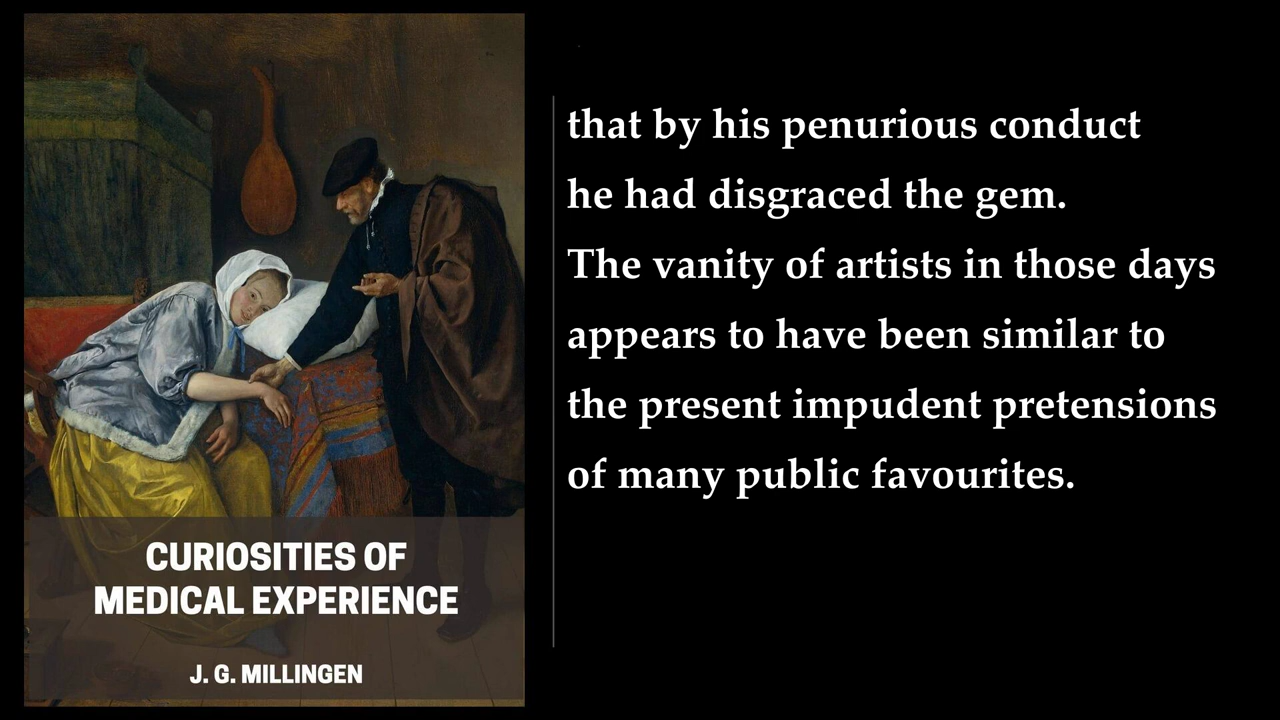 that by his penurious conduct
he had disgraced the gem.
The vanity of artists in those days
appears to have been similar to
the present impudent pretensions
of many public favourites.
CURIOSITIES OF
MEDICAL EXPERIENCE
J. G. MILLINGEN